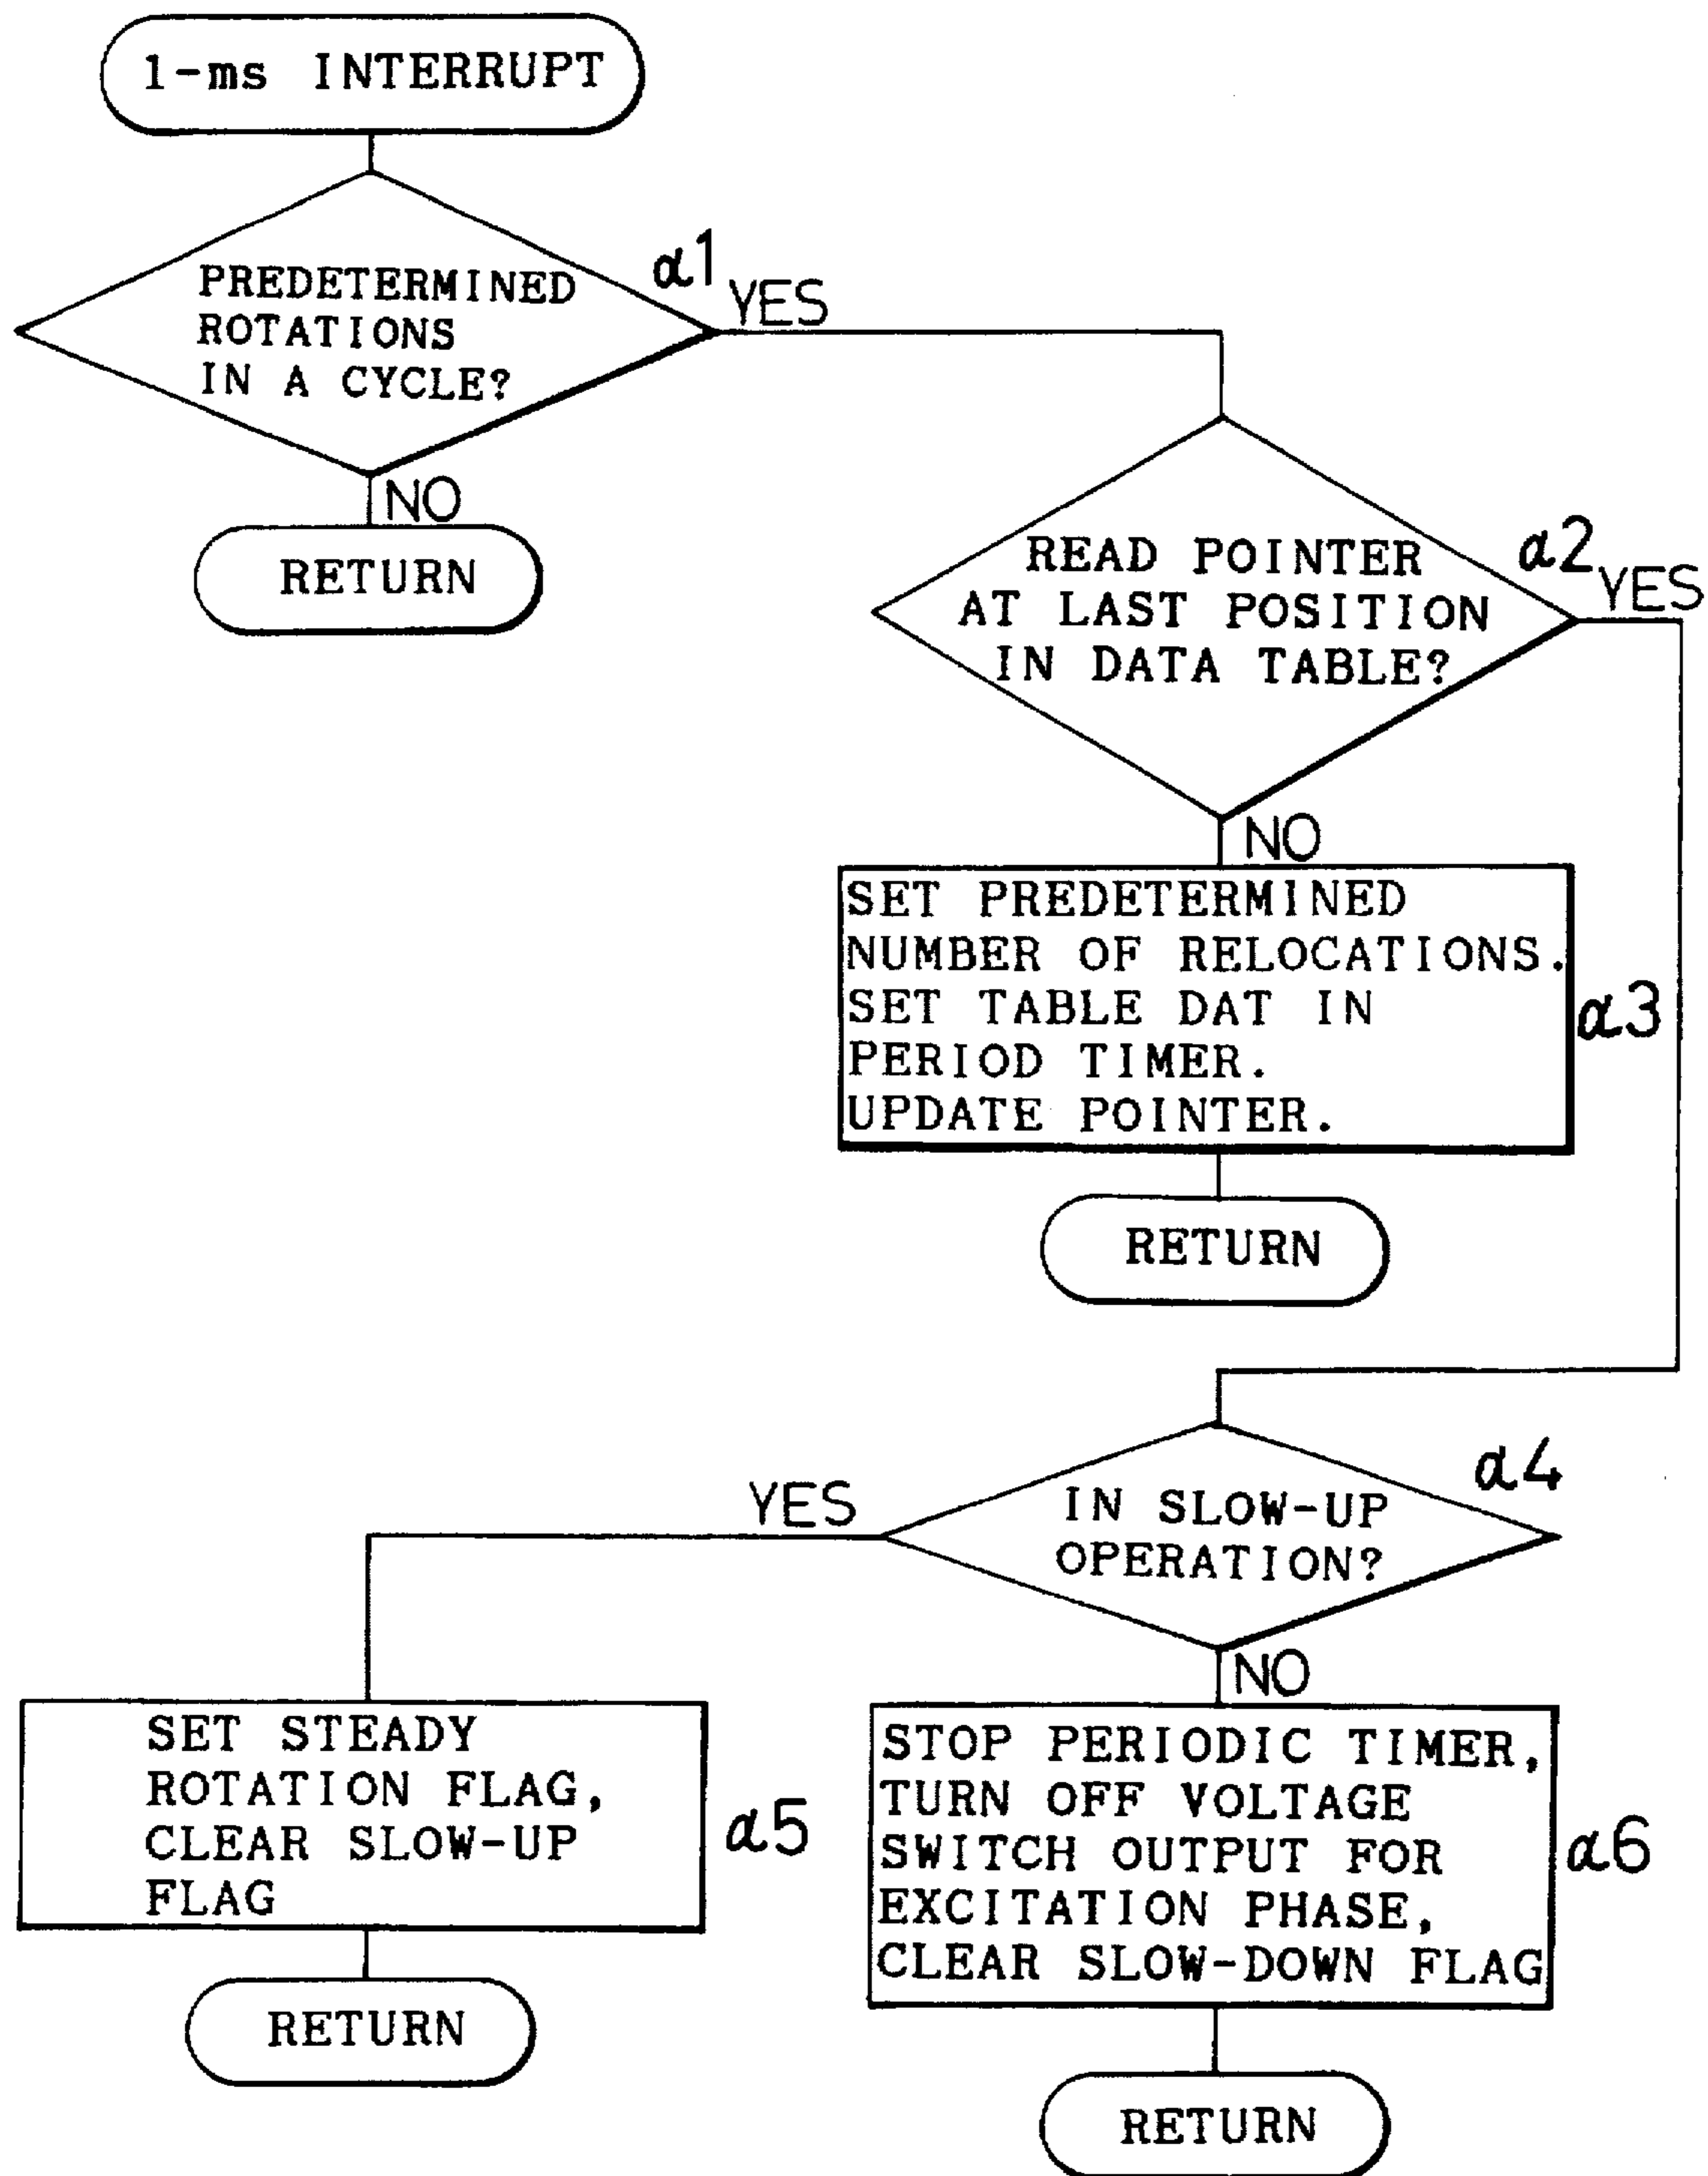 1-ms INTERRUPT
PREDETERMINED
ROTATIONS
IN A CYCLE?
α1
YES
NO
RETURN
READ POINTER
AT LAST POSITION
IN DATA TABLE?
α2
YES
NO
SET PREDETERMINED
NUMBER OF RELOCATIONS.
SET TABLE DAT IN
PERIOD TIMER.
UPDATE POINTER.
α3
RETURN
IN SLOW-UP
OPERATION?
α4
YES
NO
SET STEADY
ROTATION FLAG,
CLEAR SLOW-UP
FLAG
α5
RETURN
STOP PERIODIC TIMER,
TURN OFF VOLTAGE
SWITCH OUTPUT FOR
EXCITATION PHASE,
CLEAR SLOW-DOWN FLAG
α6
RETURN